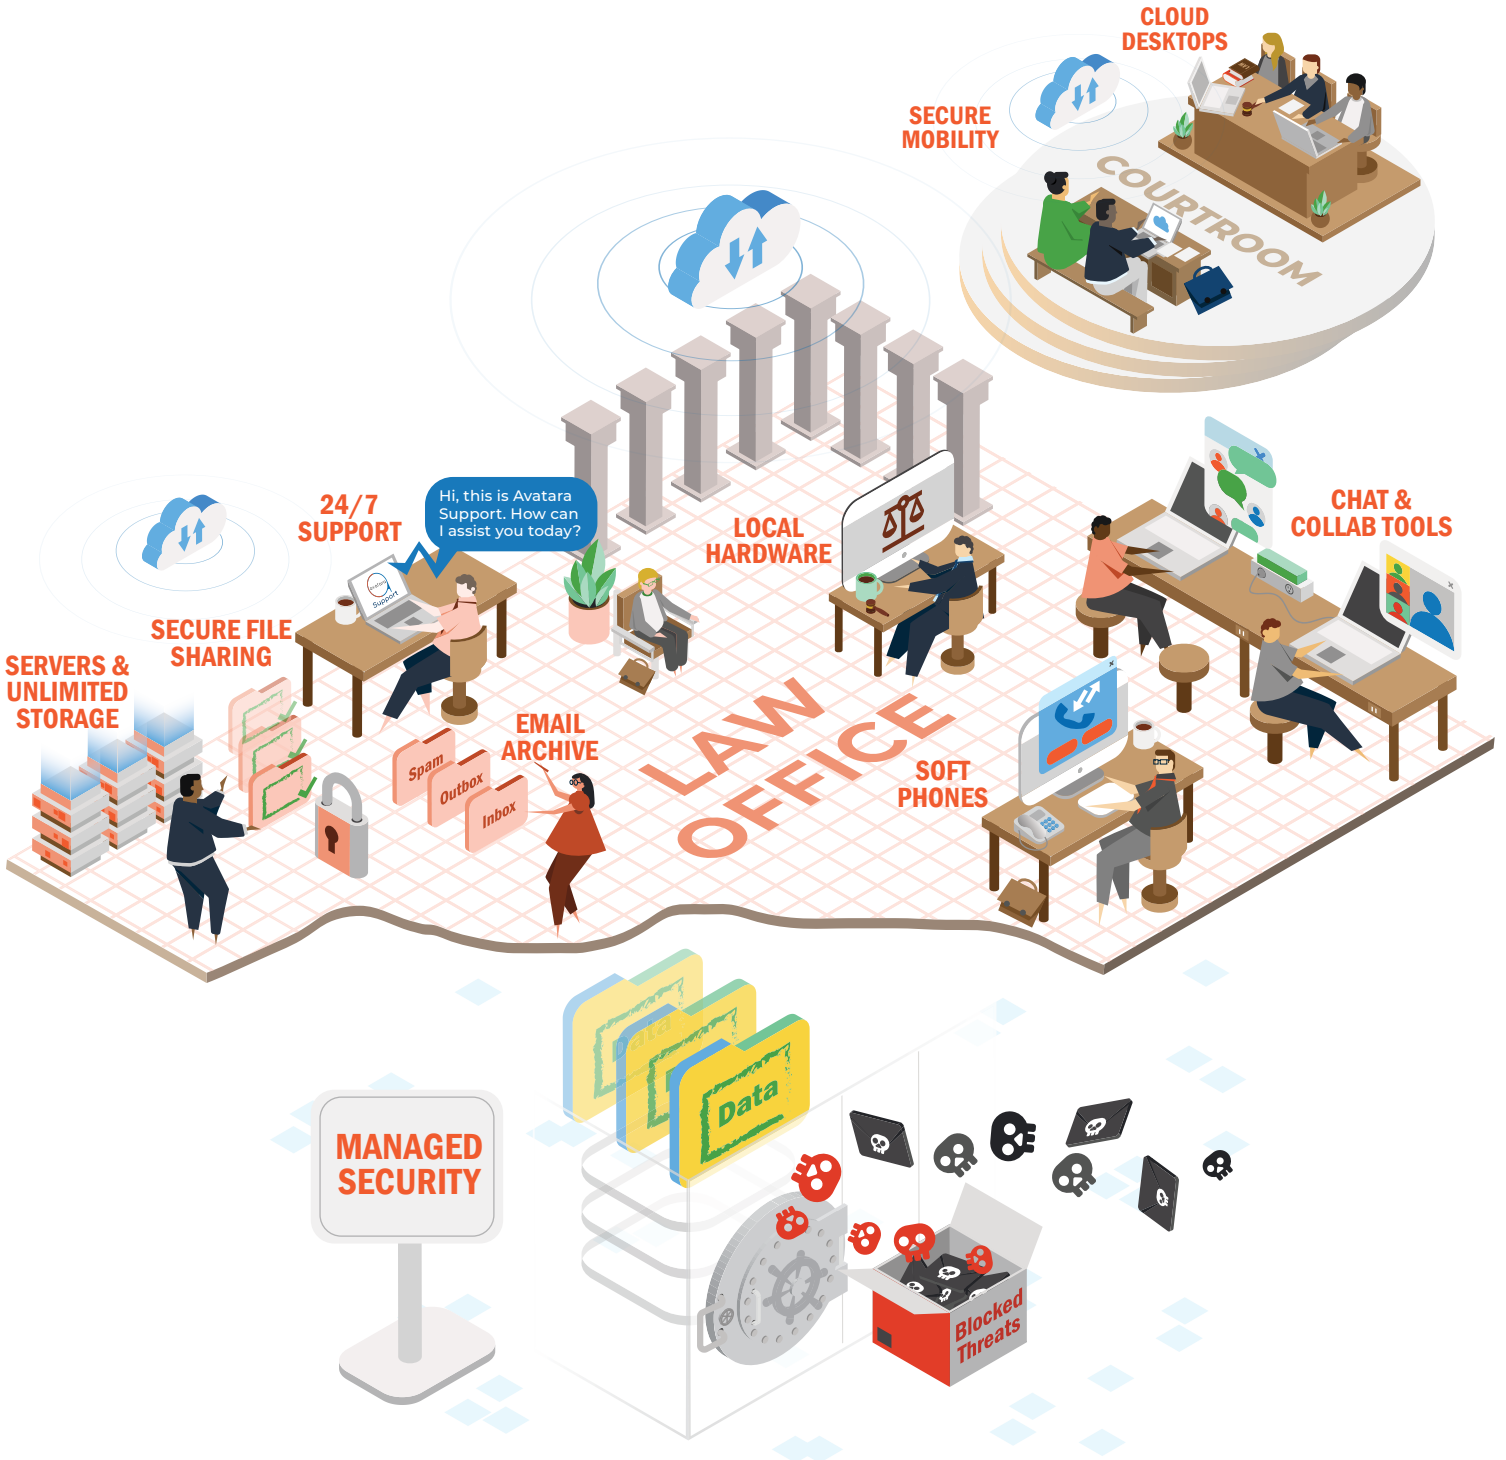 CLOUD
DESKTOPS
SECURE
MOBILITY
COURTROOM
24/7
SUPPORT
Hi, this is Avatara
Support. How can
I assist you today?
LOCAL
HARDWARE
CHAT &
COLLAB TOOLS
Avatara
Support
SECURE FILE
SHARING
SERVERS &
UNLIMITED
STORAGE
EMAIL
ARCHIVE
Spam
Outbox
Inbox
LAW
OFFICE
SOFT
PHONES
Data
Data
MANAGED
SECURITY
Blocked
Threats